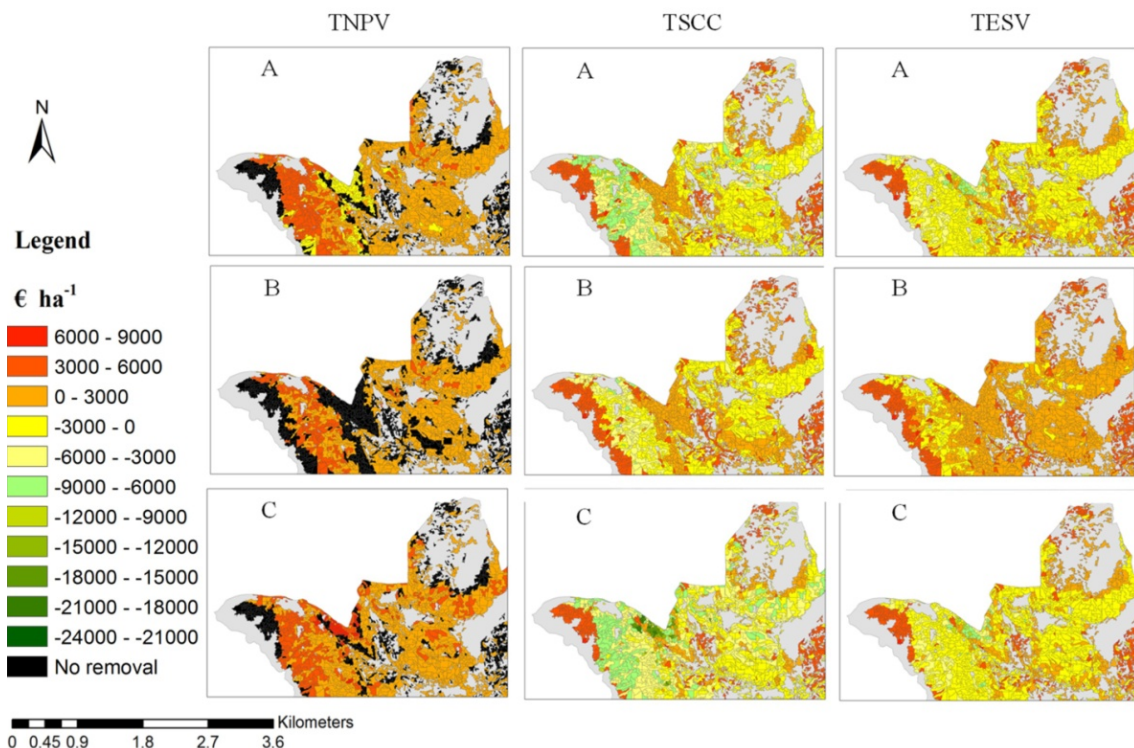 TNPV TSCC TESV
A A A
N
Legend
€ ha-1
B B B
6000 - 9000
3000 - 6000
0 - 3000
-3000 - 0
-6000 - -3000
-9000 - -6000
-12000 - -9000
-15000 - -12000
-18000 - -15000
-21000 - -18000
-24000 - -21000
No removal
C C C
Kilometers
0 0.45 0.9 1.8 2.7 3.6